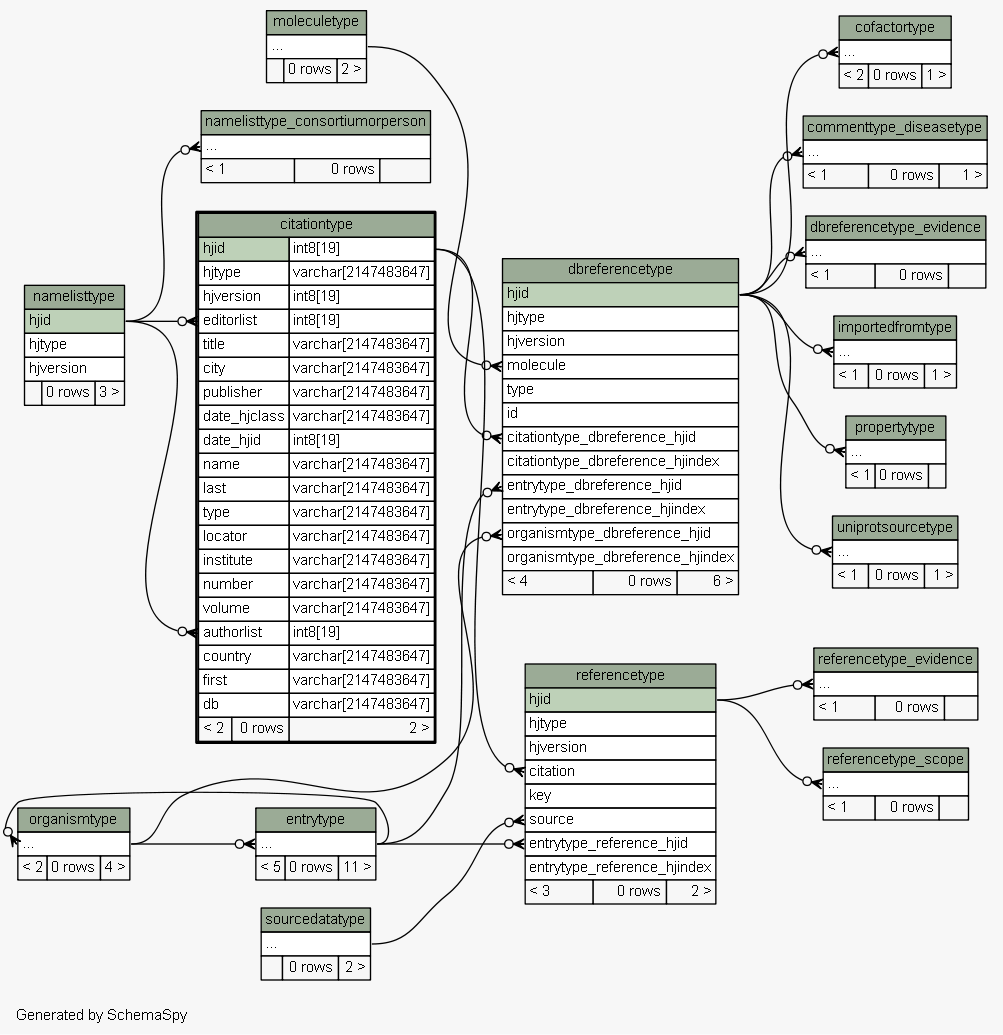 moleculetype
...
0 rows 2 >
namelisttype_consortiumorperson
...
< 1 0 rows
citationtype
hjid int8[19]
hjtype varchar[2147483647]
hjversion int8[19]
editorlist int8[19]
title varchar[2147483647]
city varchar[2147483647]
publisher varchar[2147483647]
date_hjclass varchar[2147483647]
date_hjid int8[19]
name varchar[2147483647]
last varchar[2147483647]
type varchar[2147483647]
locator varchar[2147483647]
institute varchar[2147483647]
number varchar[2147483647]
volume varchar[2147483647]
authorlist int8[19]
country varchar[2147483647]
first varchar[2147483647]
db varchar[2147483647]
< 2 0 rows 2 >
namelisttype
hjid
hjtype
hjversion
0 rows 3 >
dbreferencetype
hjid
hjtype
hjversion
molecule
type
id
citationtype_dbreference_hjid
citationtype_dbreference_hjindex
entrytype_dbreference_hjid
entrytype_dbreference_hjindex
organismtype_dbreference_hjid
organismtype_dbreference_hjindex
< 4 0 rows 6 >
cofactortype
...
< 2 0 rows 1 >
commenttype_diseasetype
...
< 1 0 rows 1 >
dbreferencetype_evidence
...
< 1 0 rows
importedfromtype
...
< 1 0 rows 1 >
propertytype
...
< 1 0 rows
uniprotsourcetype
...
< 1 0 rows 1 >
referencetype
hjid
hjtype
hjversion
citation
key
source
entrytype_reference_hjid
entrytype_reference_hjindex
< 3 0 rows 2 >
referencetype_evidence
...
< 1 0 rows
referencetype_scope
...
< 1 0 rows
organismtype
...
< 2 0 rows 4 >
entrytype
...
< 5 0 rows 11 >
sourcedatatype
...
0 rows 2 >
Generated by SchemaSpy